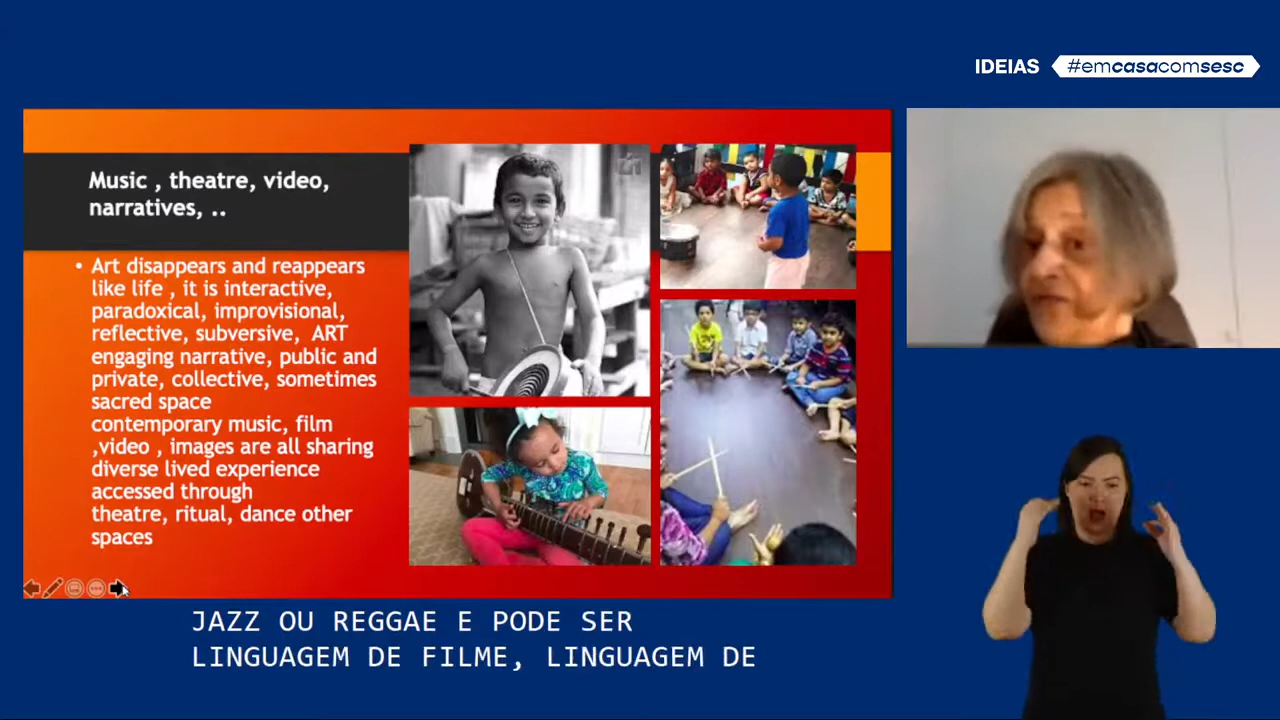 IDEIAS #emcasacomsesc
Music , theatre, video,
narratives, ..
• Art disappears and reappears
like life , it is interactive,
paradoxical, improvisional,
reflective, subversive, ART
engaging narrative, public and
private, collective, sometimes
sacred space
contemporary music, film
,video , images are all sharing
diverse lived experience
accessed through
theatre, ritual, dance other
spaces
JAZZ OU REGGAE E PODE SER
LINGUAGEM DE FILME, LINGUAGEM DE